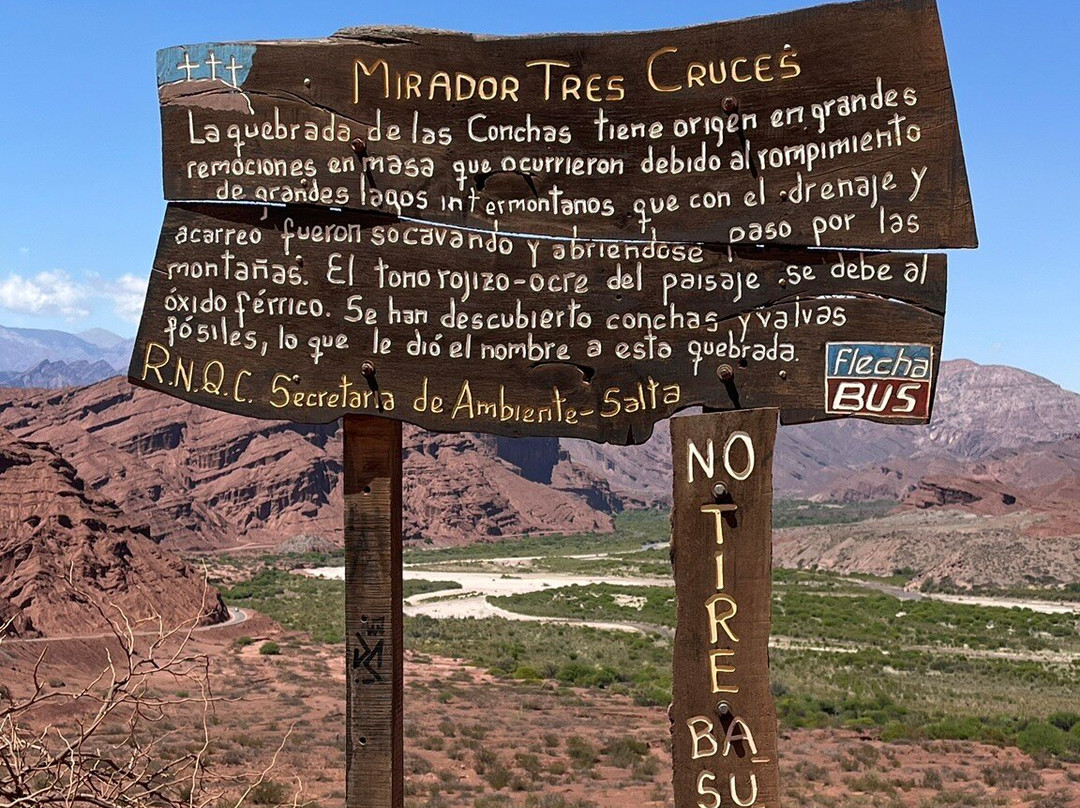 MIRADOR TRES CRUCES
La quebrada de las Conchas tiene origen en grandes
remociones en masa que ocurrieron debido al rompimiento
de grandes lagos intermontanos que con el drenaje y
acarreo fueron socavando y abriendose paso por las
montañas. El tono rojizo-ocre del paisaje se debe al
óxido férrico. Se han descubierto conchas y valvas
fósiles, lo que le dió el nombre a esta quebrada.
R.N.Q.C. Secretaría de Ambiente-Salta
flecha
BUS
NO
TIRE
BA
SU